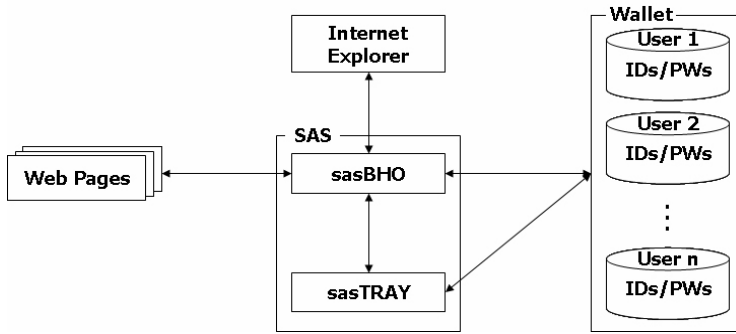 Internet
Explorer
SAS
sasBHO
sasTRAY
Web Pages
Wallet
User 1
IDs/PWs
User 2
IDs/PWs
User n
IDs/PWs